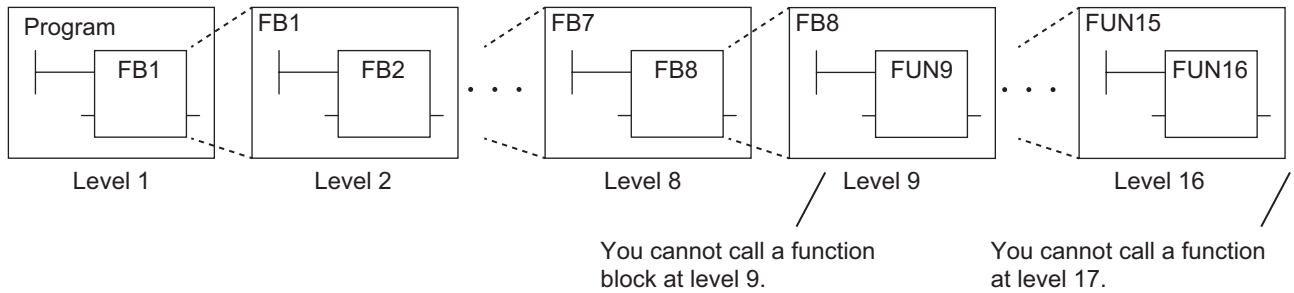 Program
FB1
FB1
FB2
. . .
FB7
FB8
FB8
FUN9
. . .
FUN15
FUN16
Level 1
Level 2
Level 8
Level 9
Level 16
You cannot call a function
block at level 9.
You cannot call a function
at level 17.